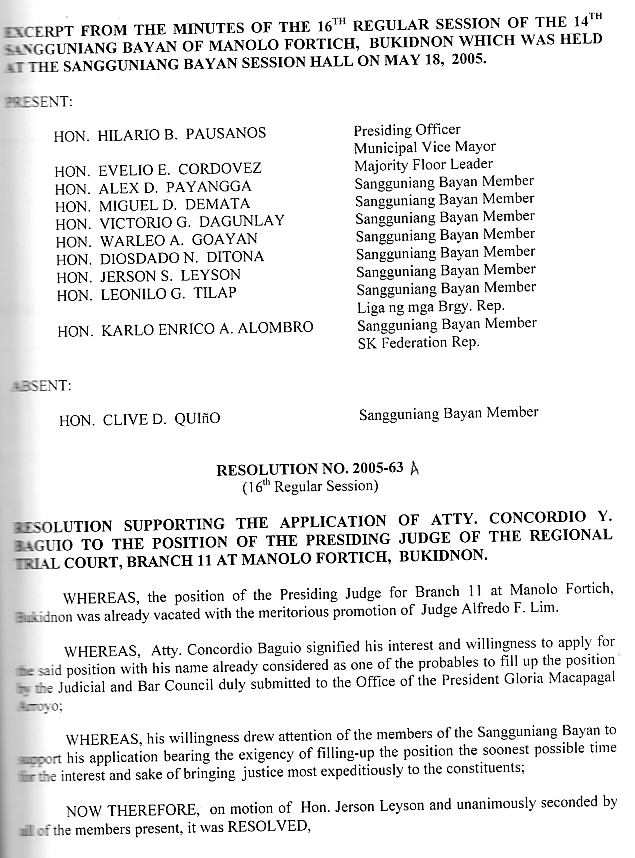 EXCERPT FROM THE MINUTES OF THE 16TH REGULAR SESSION OF THE 14TH
SANGGUNIANG BAYAN OF MANOLO FORTICH, BUKIDNON WHICH WAS HELD
AT THE SANGGUNIANG BAYAN SESSION HALL ON MAY 18, 2005.
PRESENT:
HON. HILARIO B. PAUSANOS Presiding Officer
Municipal Vice Mayor
HON. EVELIO E. CORDOVEZ Majority Floor Leader
HON. ALEX D. PAYANGGA Sangguniang Bayan Member
HON. MIGUEL D. DEMATA Sangguniang Bayan Member
HON. VICTORIO G. DAGUNLAY Sangguniang Bayan Member
HON. WARLEO A. GOAYAN Sangguniang Bayan Member
HON. DIOSDADO N. DITONA Sangguniang Bayan Member
HON. JERSON S. LEYSON Sangguniang Bayan Member
HON. LEONILO G. TILAP Sangguniang Bayan Member
Liga ng mga Brgy. Rep.
HON. KARLO ENRICO A. ALOMBRO Sangguniang Bayan Member
SK Federation Rep.
ABSENT:
HON. CLIVE D. QUIñO Sangguniang Bayan Member
RESOLUTION NO. 2005-63 A
(16th Regular Session)
RESOLUTION SUPPORTING THE APPLICATION OF ATTY. CONCORDIO Y.
BAGUIO TO THE POSITION OF THE PRESIDING JUDGE OF THE REGIONAL
TRIAL COURT, BRANCH 11 AT MANOLO FORTICH, BUKIDNON.
WHEREAS, the position of the Presiding Judge for Branch 11 at Manolo Fortich,
Bukidnon was already vacated with the meritorious promotion of Judge Alfredo F. Lim.
WHEREAS, Atty. Concordio Baguio signified his interest and willingness to apply for
the said position with his name already considered as one of the probables to fill up the position
by the Judicial and Bar Council duly submitted to the Office of the President Gloria Macapagal
Arroyo;
WHEREAS, his willingness drew attention of the members of the Sangguniang Bayan to
support his application bearing the exigency of filling-up the position the soonest possible time
for the interest and sake of bringing justice most expeditiously to the constituents;
NOW THEREFORE, on motion of Hon. Jerson Leyson and unanimously seconded by
all of the members present, it was RESOLVED,